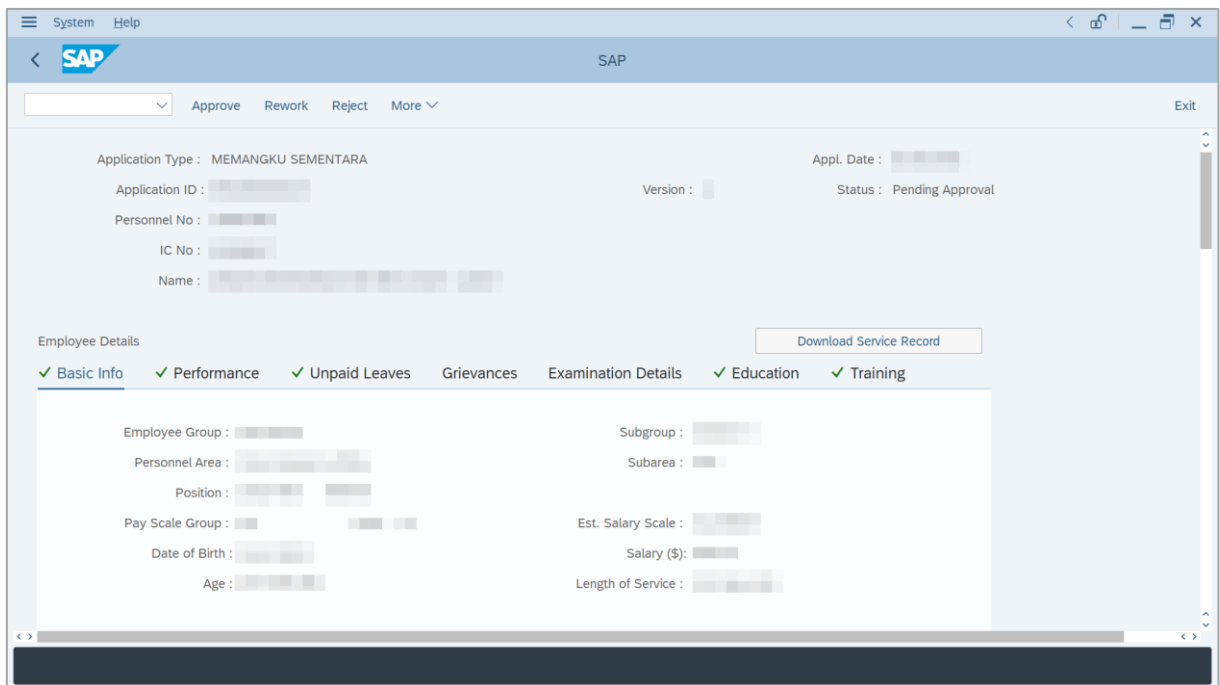 System Help
SAP
SAP
Approve Rework Reject More Exit
Application Type : MEMANGKU SEMENTARA Appl. Date :
Application ID : Version : Status : Pending Approval
Personnel No :
IC No :
Name :
Employee Details Download Service Record
Basic Info Performance Unpaid Leaves Grievances Examination Details Education Training
Employee Group : Subgroup :
Personnel Area : Subarea :
Position :
Pay Scale Group : Est. Salary Scale :
Date of Birth : Salary ($):
Age : Length of Service :